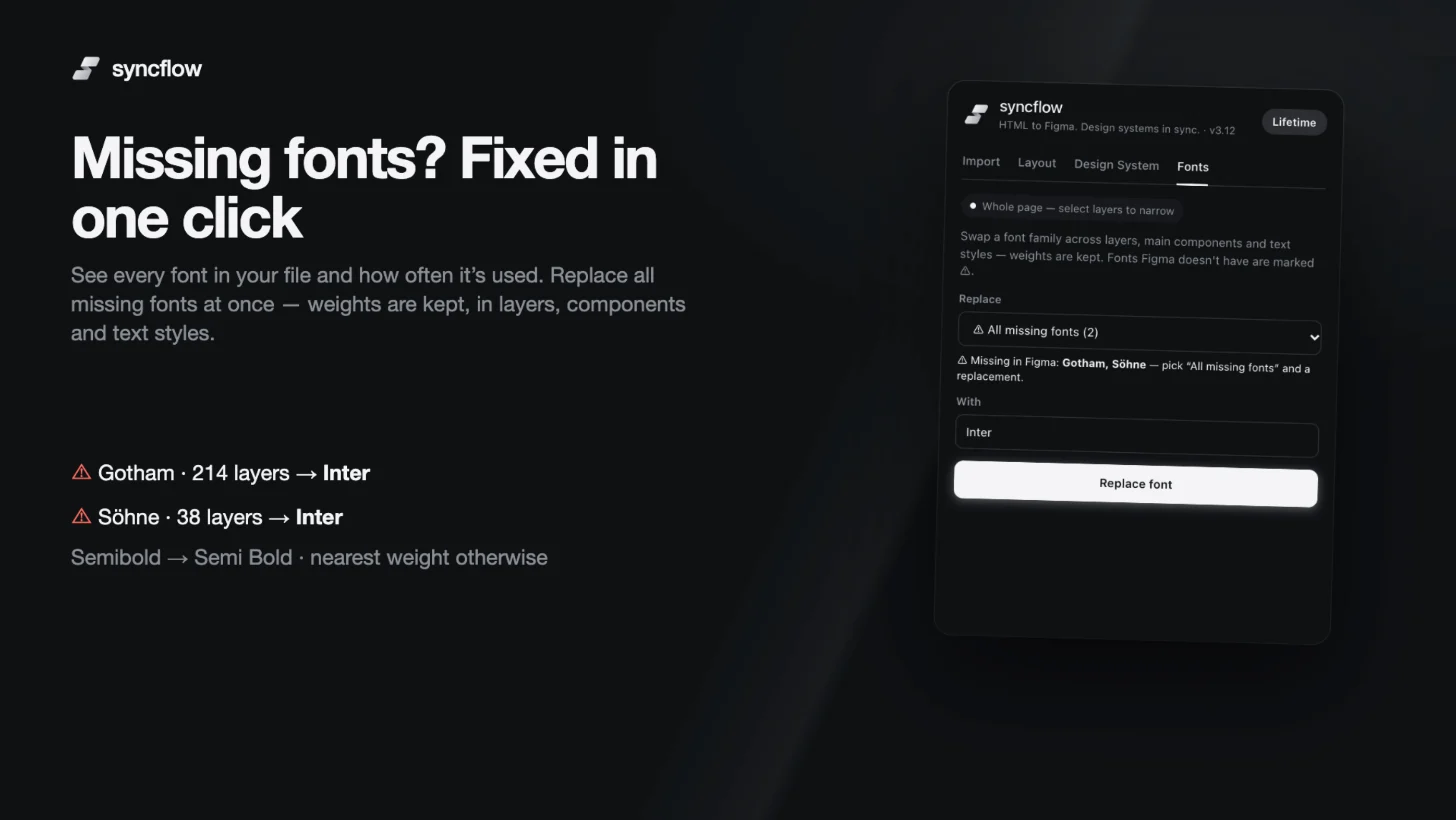 syncflow
Missing fonts? Fixed in
one click
See every font in your file and how often it’s used. Replace all
missing fonts at once — weights are kept, in layers, components
and text styles.
⚠ Gotham · 214 layers → Inter
⚠ Söhne · 38 layers → Inter
Semibold → Semi Bold · nearest weight otherwise
syncflow
HTML to Figma. Design systems in sync. · v3.12
Lifetime
Import Layout Design System Fonts
Whole page — select layers to narrow
Swap a font family across layers, main components and text
styles — weights are kept. Fonts Figma doesn't have are marked
⚠.
Replace
⚠ All missing fonts (2)
⚠ Missing in Figma: Gotham, Söhne — pick “All missing fonts” and a
replacement.
With
Inter
Replace font